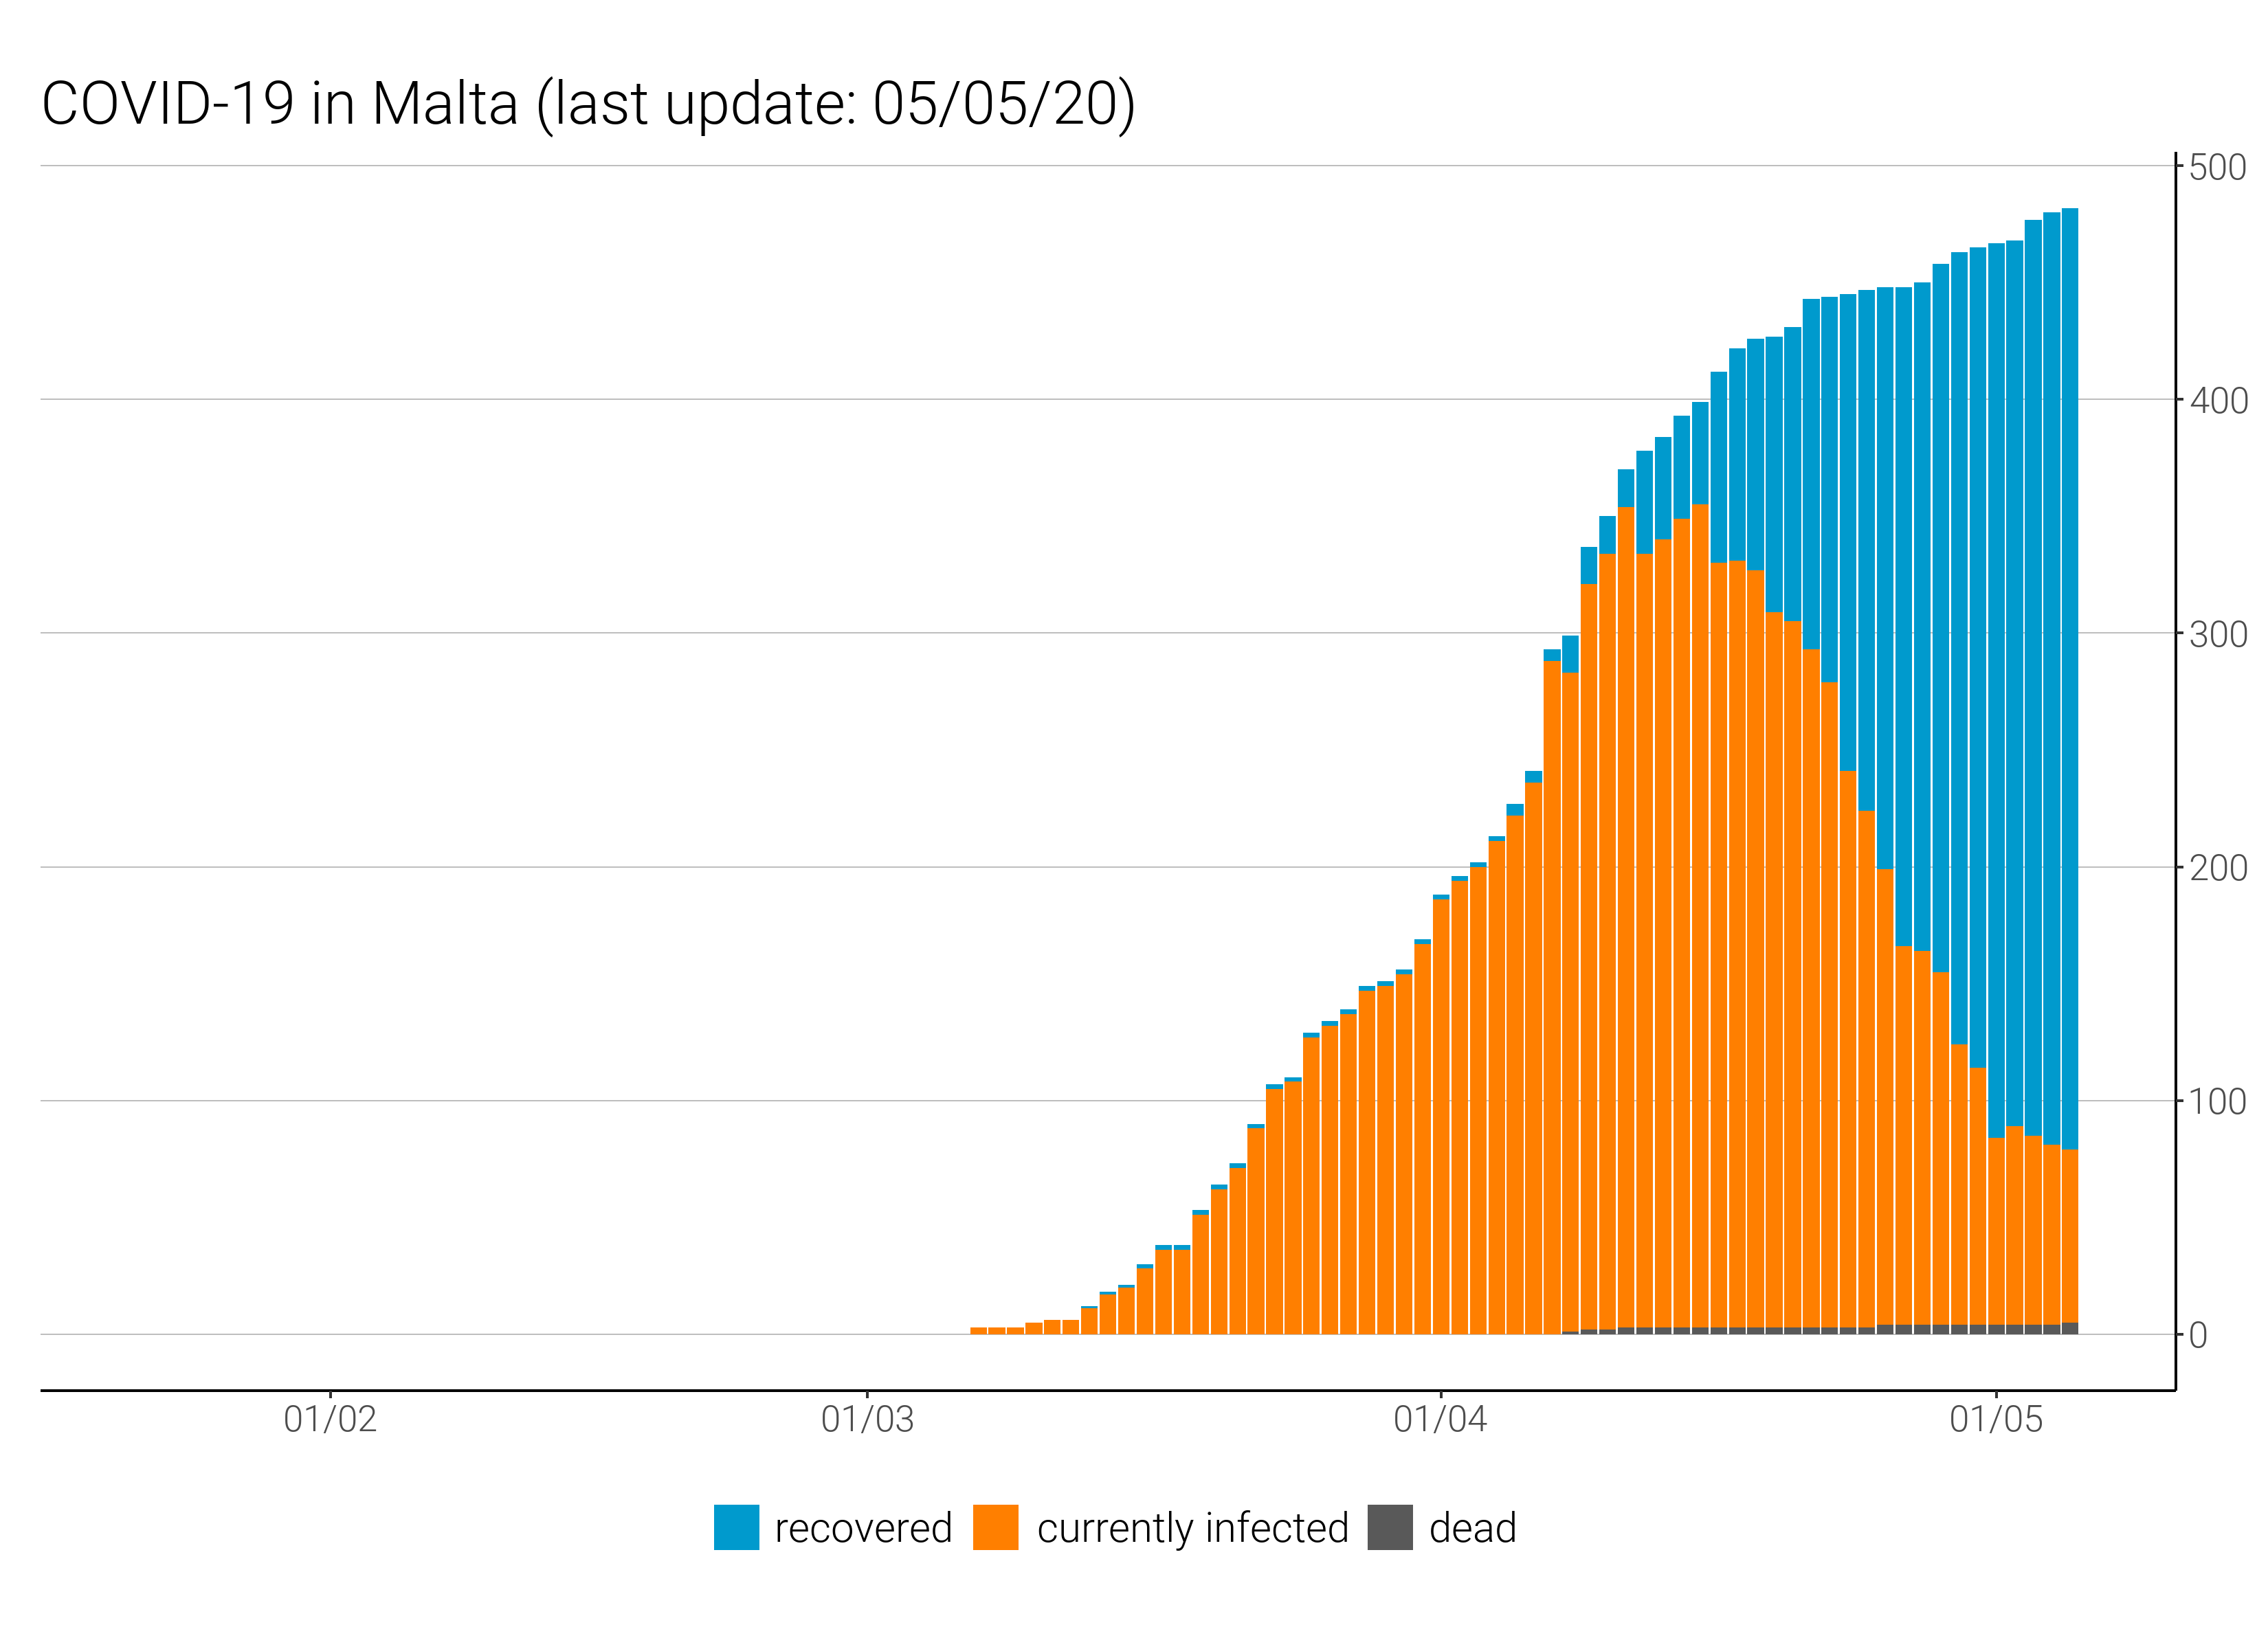 COVID-19 in Malta (last update: 05/05/20)
500
400
300
200
100
0
01/02 01/03 01/04 01/05
recovered currently infected dead